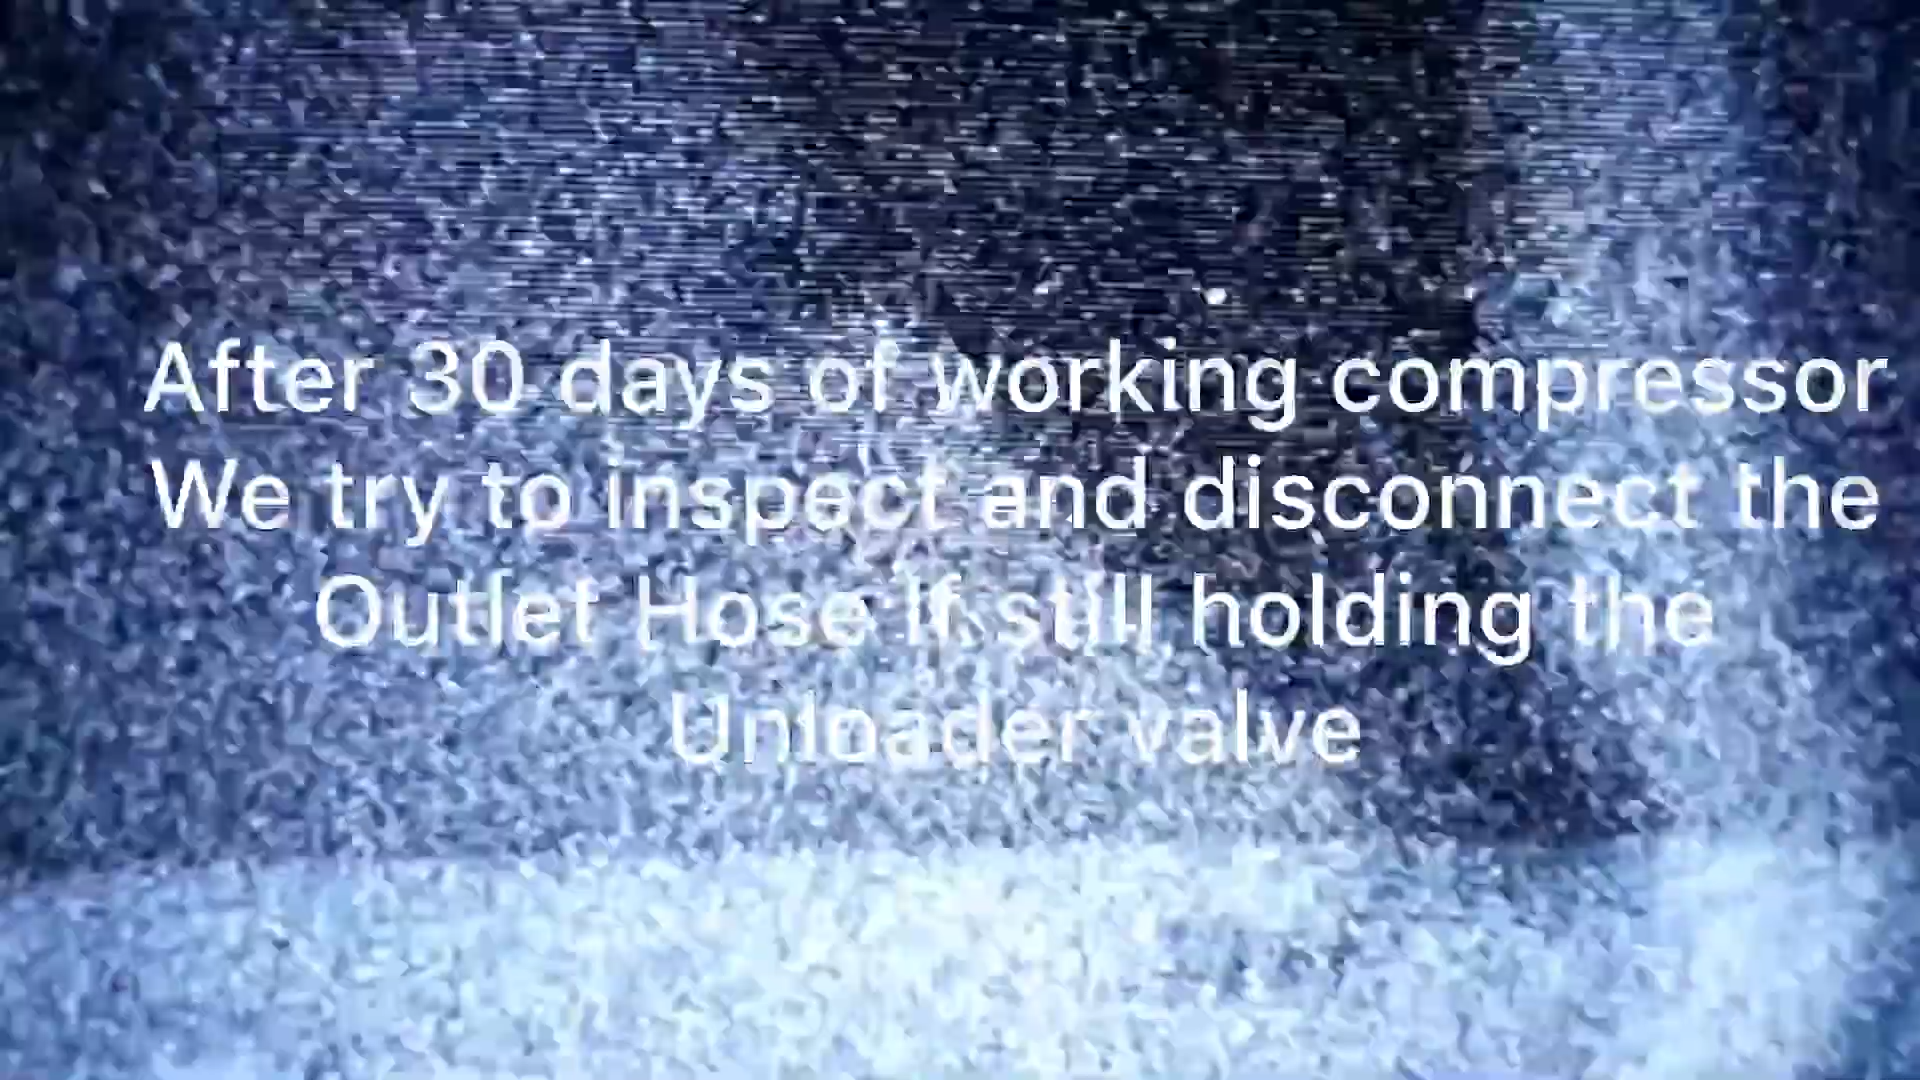 After 30 days of working compressor
We try to inspect and disconnect the
Outlet Hose If still holding the
Unloader valve